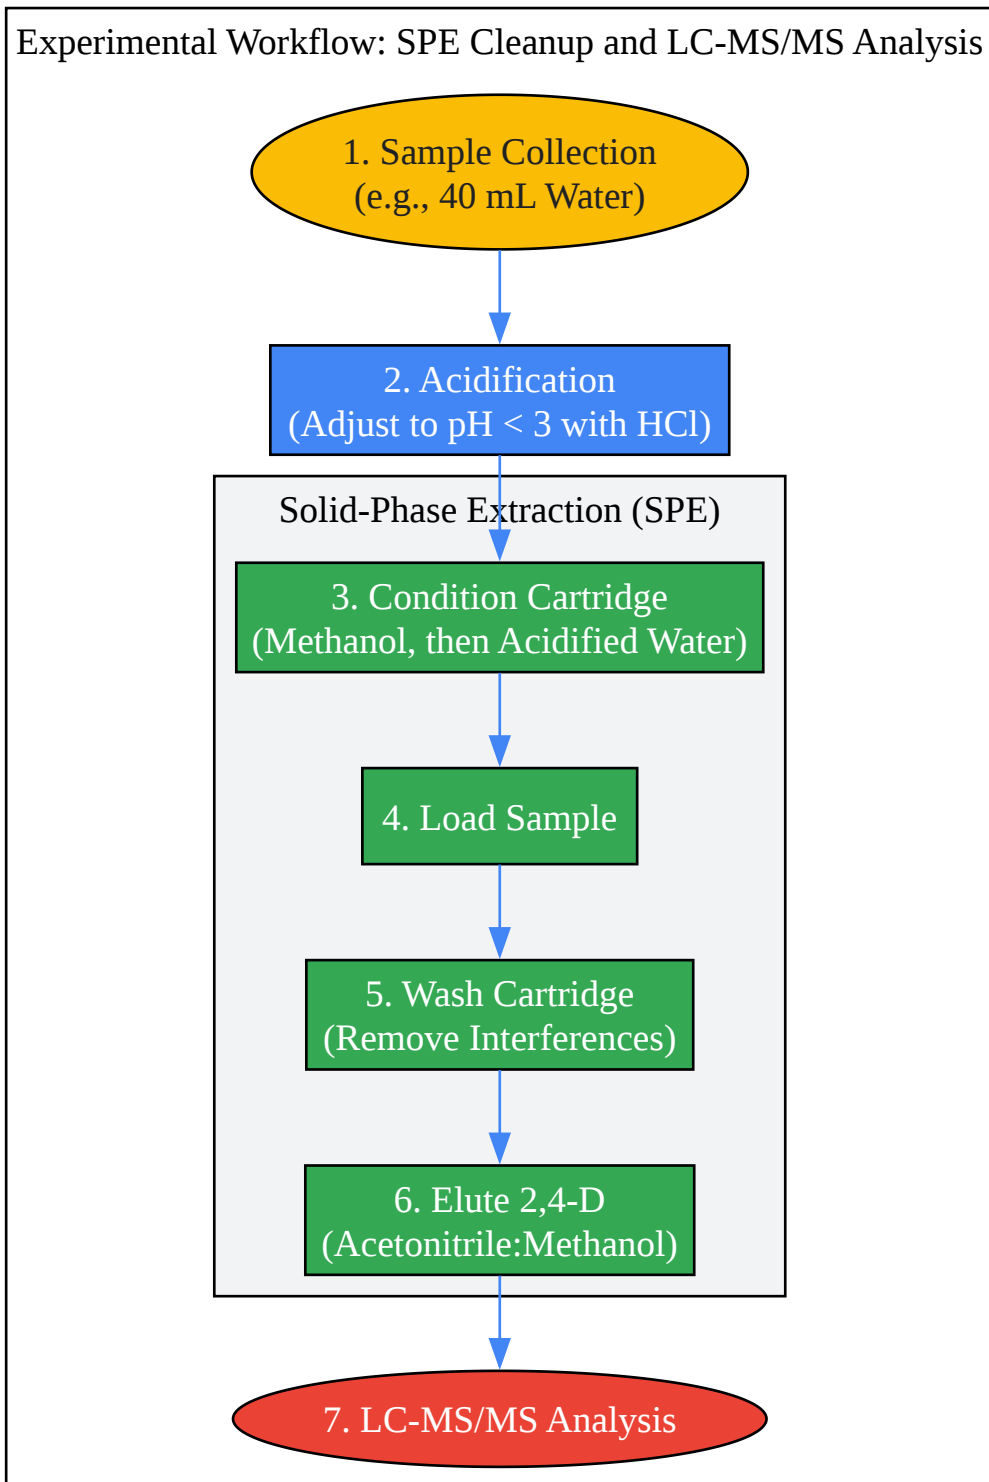 Experimental Workflow: SPE Cleanup and LC-MS/MS Analysis
1. Sample Collection
(e.g., 40 mL Water)
2. Acidification
(Adjust to pH < 3 with HCl)
Solid-Phase Extraction (SPE)
3. Condition Cartridge
(Methanol, then Acidified Water)
4. Load Sample
5. Wash Cartridge
(Remove Interferences)
6. Elute 2,4-D
(Acetonitrile:Methanol)
7. LC-MS/MS Analysis